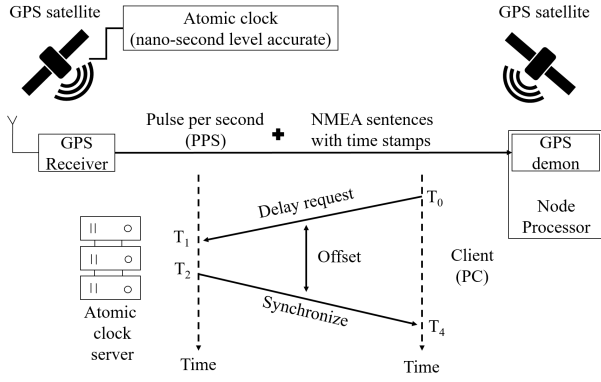 GPS satellite
Atomic clock
(nano-second level accurate)
GPS satellite
Pulse per second
(PPS)
NMEA sentences
with time stamps
GPS
Receiver
GPS
demon
Node
Processor
Delay request
T0
T1
Offset
T2
Client
(PC)
Synchronize
T4
Atomic
clock
server
Time
Time